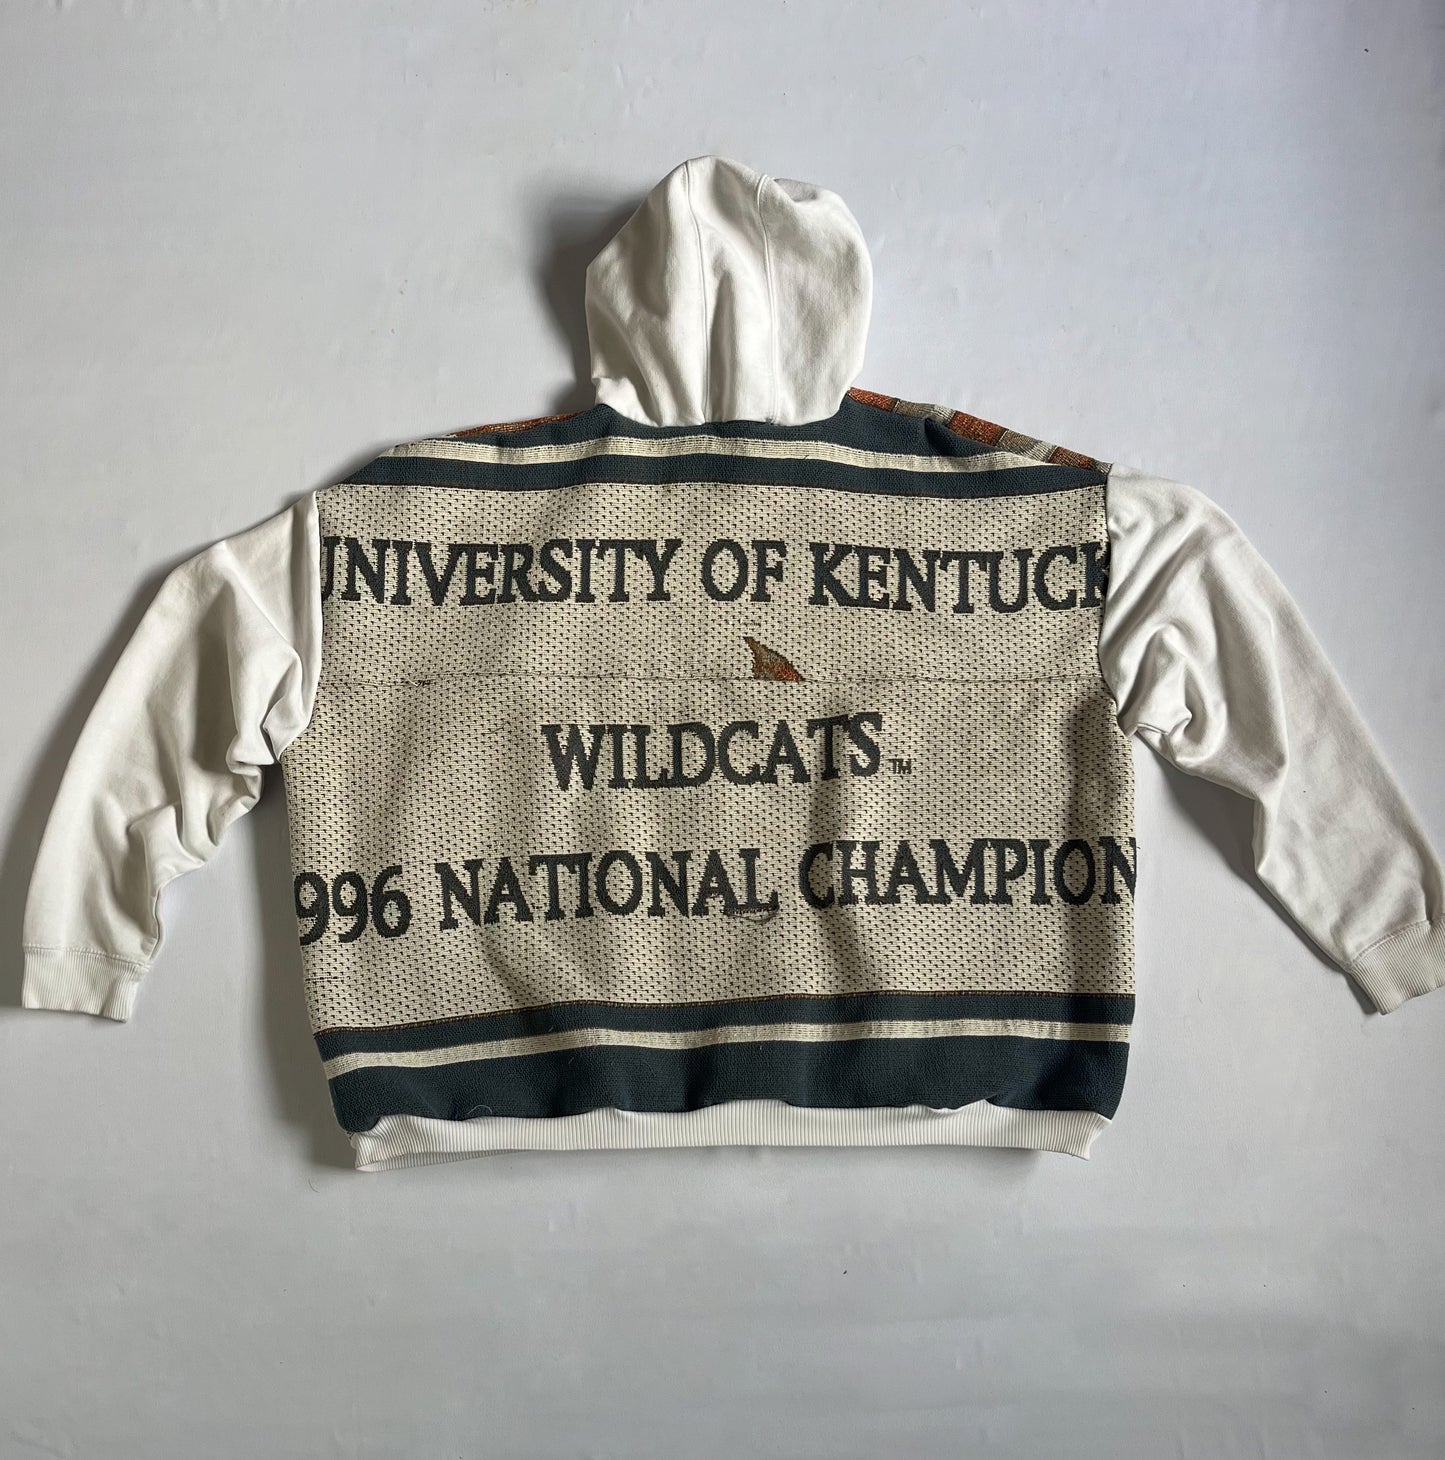 UNIVERSITY OF KENTUCK
WILDCATS™
996 NATIONAL CHAMPION